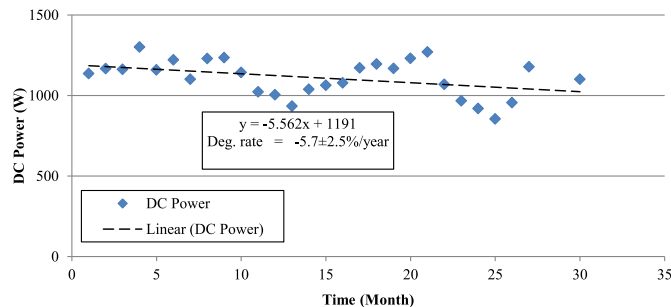 1500
1000
500
0
DC Power (W)
y = -5.562x + 1191
Deg. rate = -5.7±2.5%/year
DC Power
Linear (DC Power)
0 5 10 15 20 25 30 35
Time (Month)